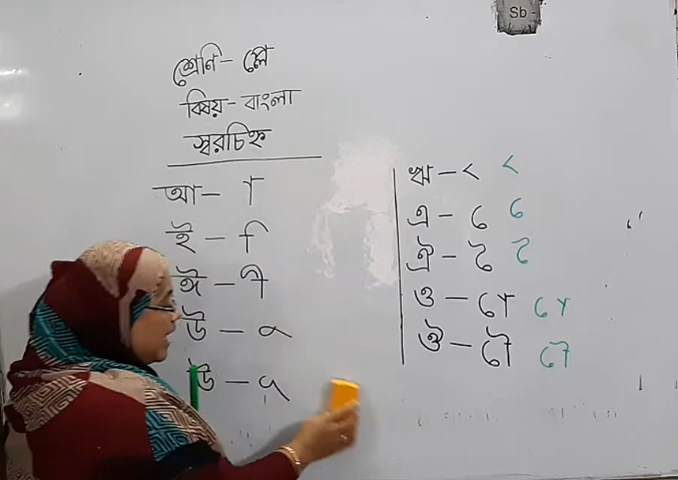 শ্রেণি - প্লে
বিষয় - বাংলা
স্বরচিহ্ন
আ - া
ই - ি
ঈ - ী
উ - ু
ঊ - ূ
ঋ - ৃ ৃ
এ - ে ে
ঐ - ৈ ৈ
ও - ো ো
ঔ - ৌ ৌ
Sb